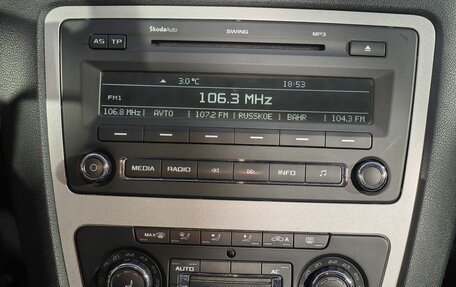 ŠkodaAuto SWING MP3
AS TP
3.0°C 18:53
FM1 106.3 MHz
106.8 MHz AVTO 107.2 FM RUSSKOE BAHR 104.3 FM
MEDIA RADIO INFO
MAX A
AUTO AC